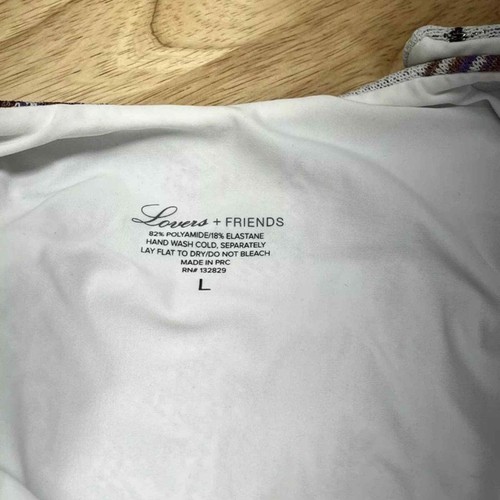 Lovers + FRIENDS
82% POLYAMIDE/18% ELASTANE
HAND WASH COLD, SEPARATELY
LAY FLAT TO DRY/DO NOT BLEACH
MADE IN PRC
RN# 132829
L